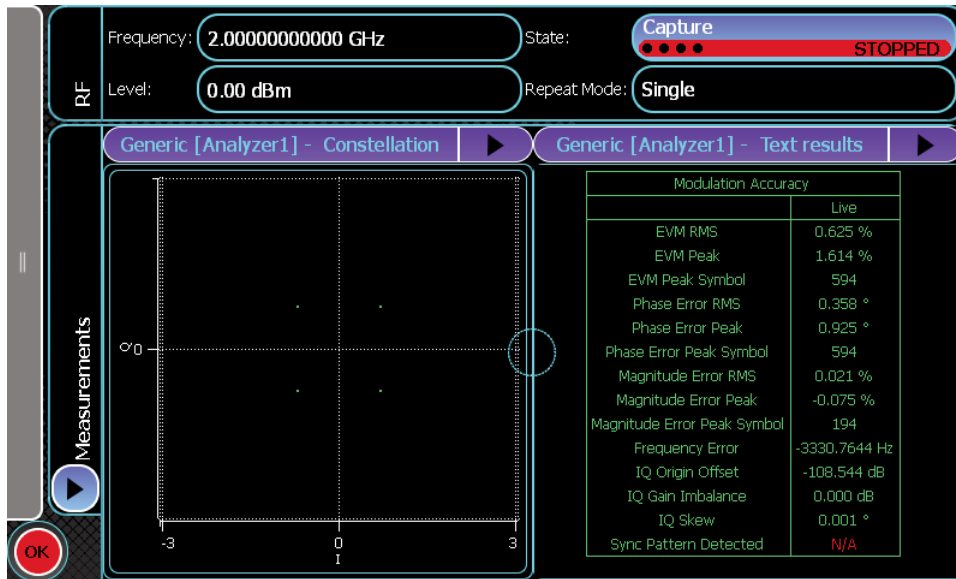 Frequency: 2.00000000000 GHz
State: Capture
STOPPED
RF
Level: 0.00 dBm
Repeat Mode: Single
Generic [Analyzer1] - Constellation
Generic [Analyzer1] - Text results
Measurements
Q
0
-3 0 3
I
Modulation Accuracy
Live
EVM RMS 0.625 %
EVM Peak 1.614 %
EVM Peak Symbol 594
Phase Error RMS 0.358 °
Phase Error Peak 0.925 °
Phase Error Peak Symbol 594
Magnitude Error RMS 0.021 %
Magnitude Error Peak -0.075 %
Magnitude Error Peak Symbol 194
Frequency Error -3330.7644 Hz
IQ Origin Offset -108.544 dB
IQ Gain Imbalance 0.000 dB
IQ Skew 0.001 °
Sync Pattern Detected N/A
OK